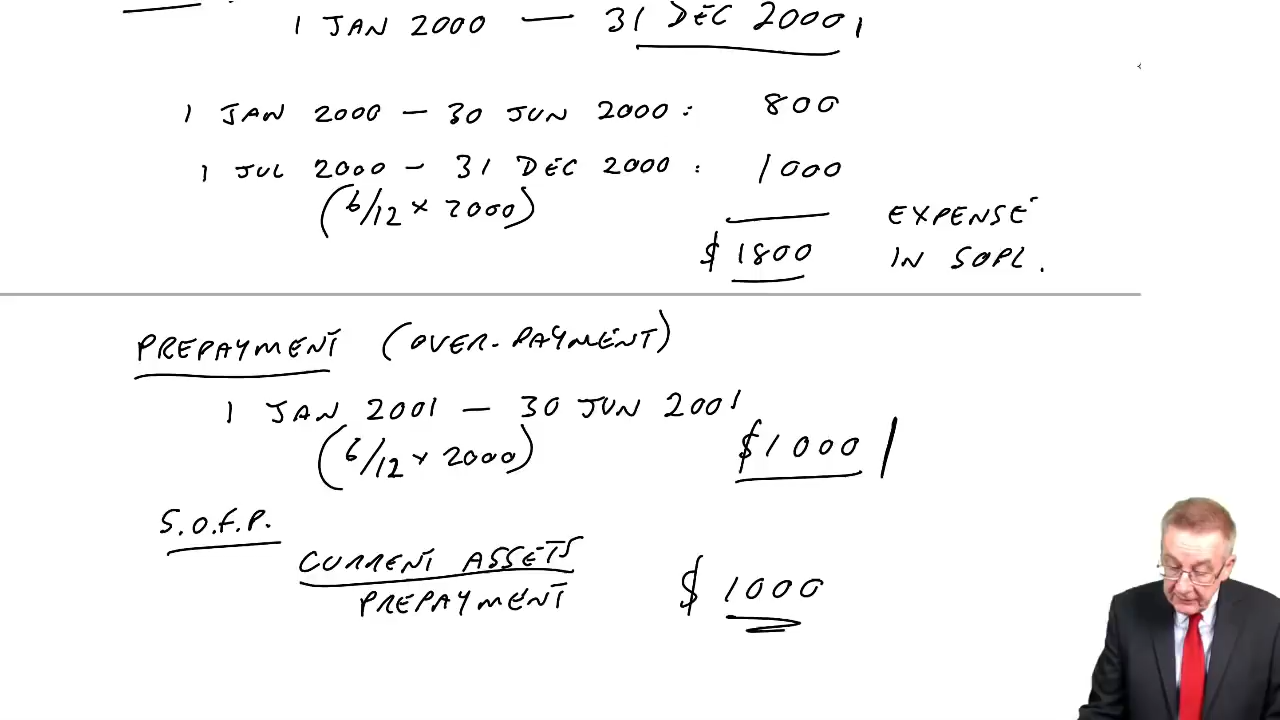 1 JAN 2000 — 31 DEC 2000
1 JAN 2000 — 30 JUN 2000 : 800
1 JUL 2000 — 31 DEC 2000 : 1000
(6/12 × 2000)
EXPENSE
$ 1800 IN SOPL.
PREPAYMENT (OVER-PAYMENT)
1 JAN 2001 — 30 JUN 2001
(6/12 × 2000) $1000
S.O.F.P.
CURRENT ASSETS
PREPAYMENT $ 1000